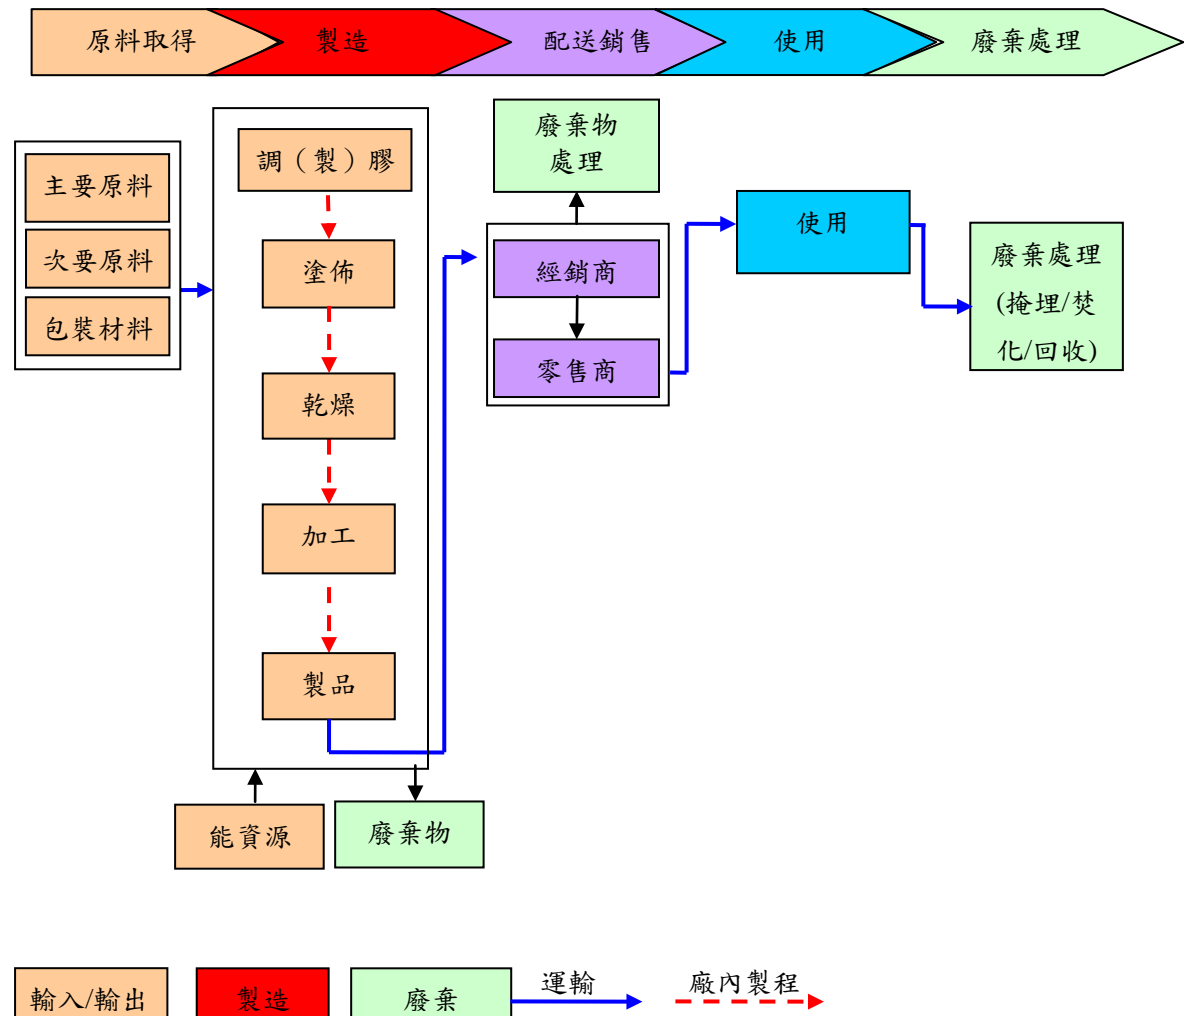 原料取得
製造
配送銷售
使用
廢棄處理
主要原料
次要原料
包裝材料
調（製）膠
塗佈
乾燥
加工
製品
能資源
廢棄物
廢棄物
處理
經銷商
零售商
使用
廢棄處理
(掩埋/焚
化/回收)
輸入/輸出
製造
廢棄
運輸
廠內製程